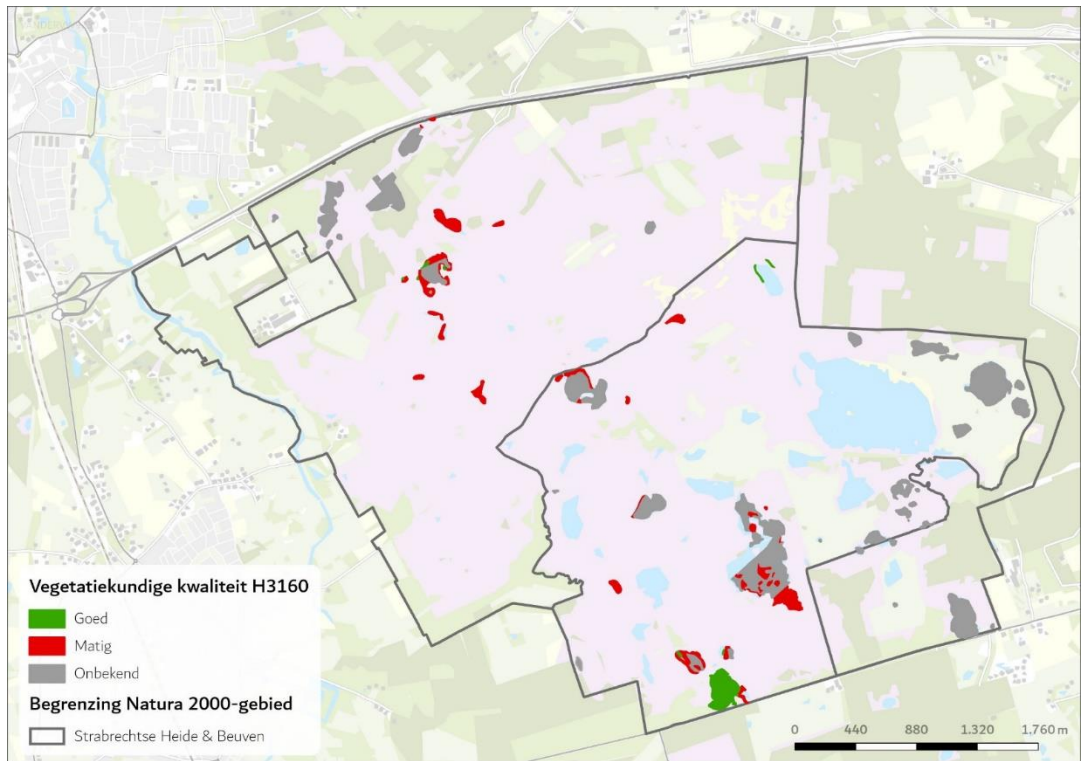 Vegetatiekundige kwaliteit H3160
Goed
Matig
Onbekend
Begrenzing Natura 2000-gebied
Strabrechtse Heide & Beuven
0 440 880 1.320 1.760 m